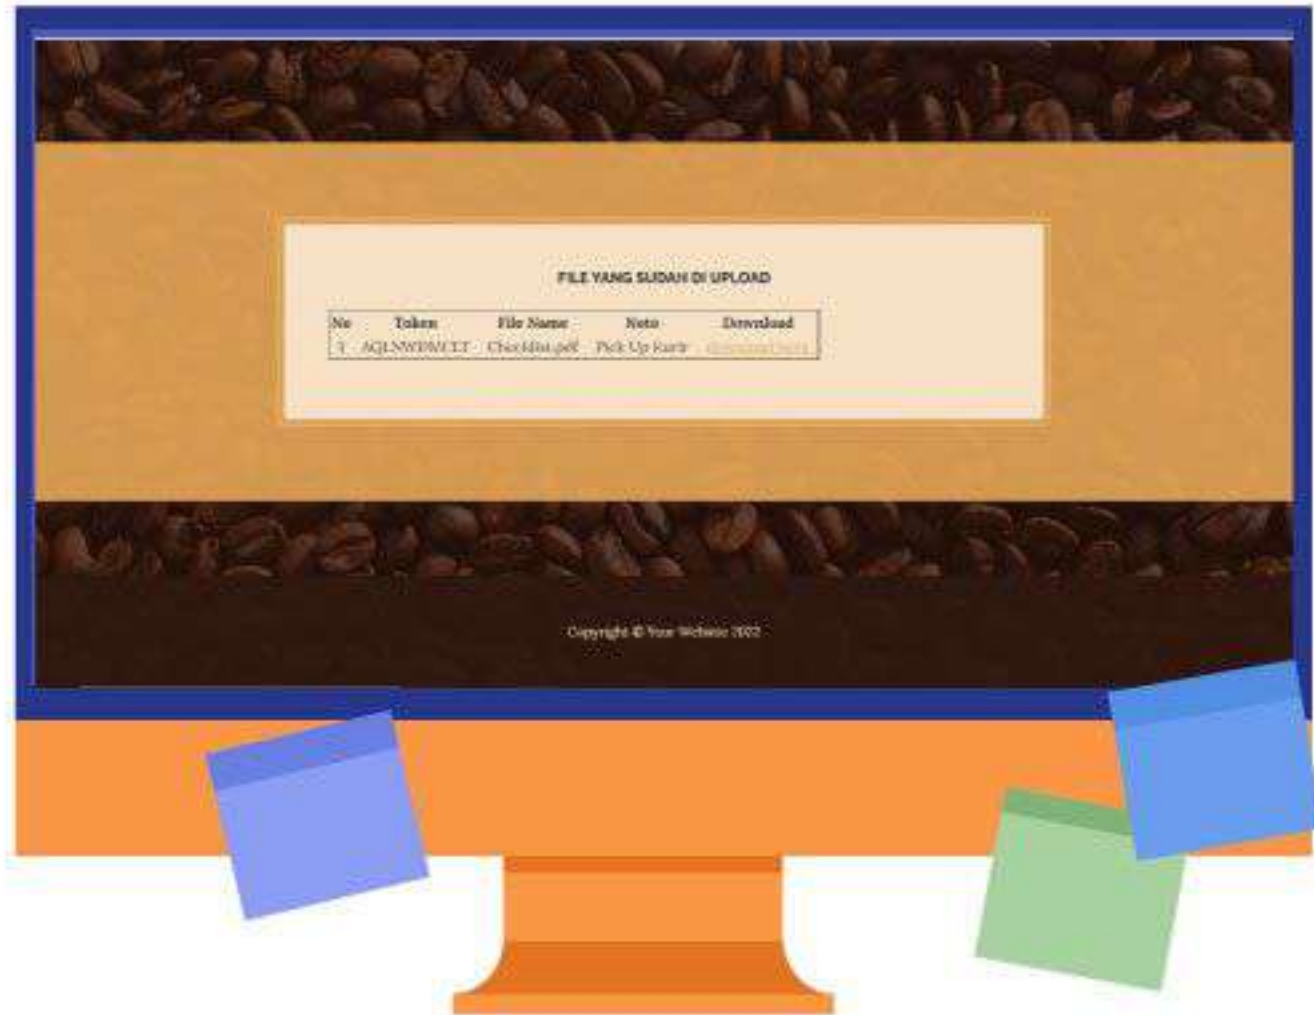 FILE YANG SUDAH DI UPLOAD
No Token File Name Note Download
1 Checklist.pdf Pick Up Kurir
Copyright © Your Website 2022